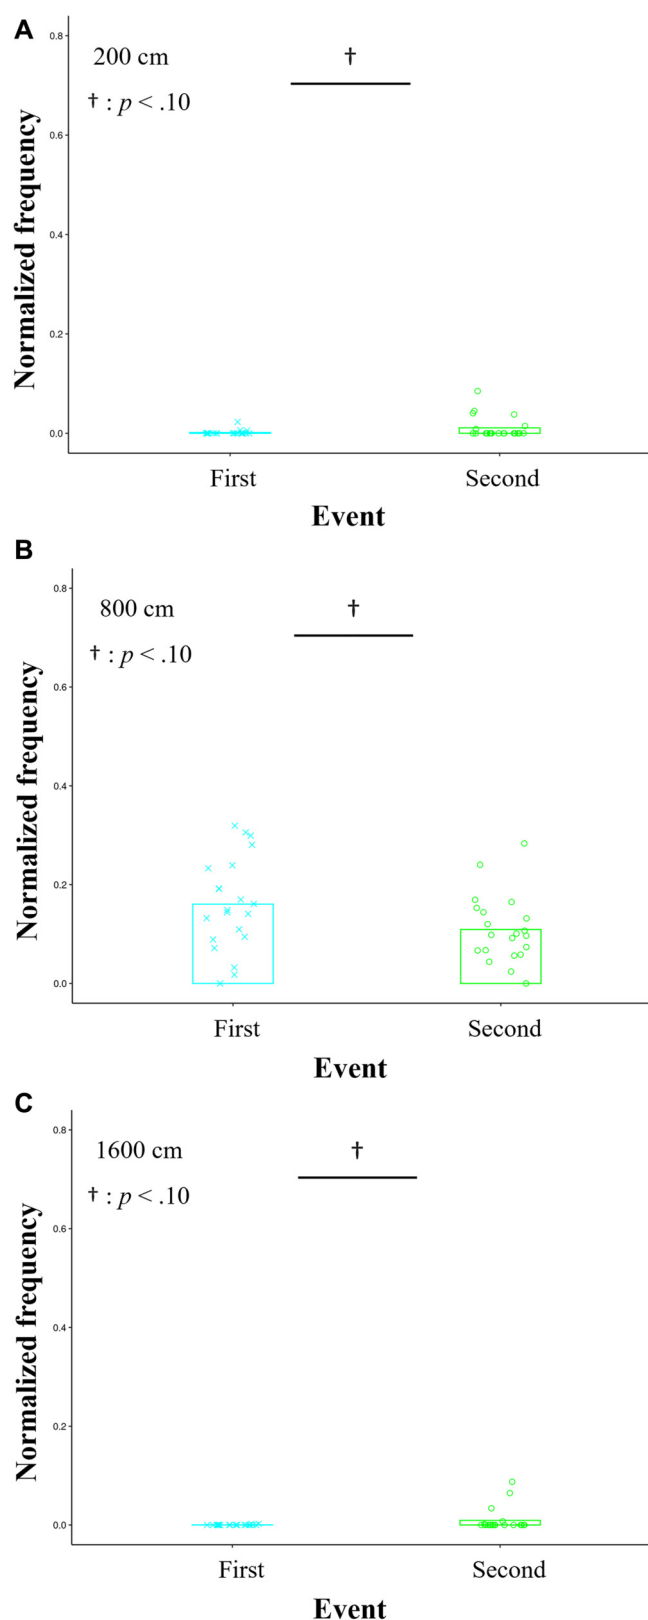 A
200 cm
†
† : p < .10
0.8
0.6
0.4
0.2
0.0
Normalized frequency
First Second
Event
B
800 cm
†
† : p < .10
0.8
0.6
0.4
0.2
0.0
Normalized frequency
First Second
Event
C
1600 cm
†
† : p < .10
0.8
0.6
0.4
0.2
0.0
Normalized frequency
First Second
Event